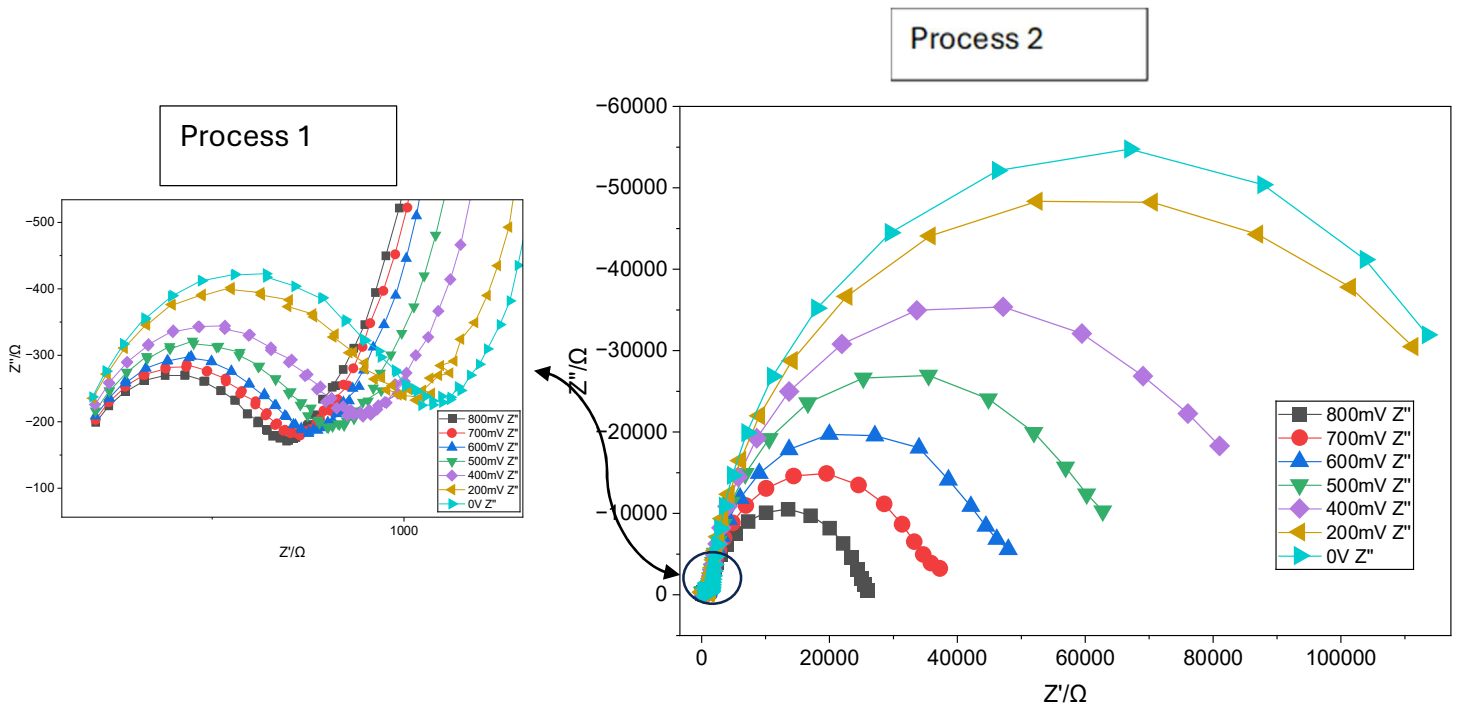 Process 2
Process 1
−500
−400
−300
−200
−100
Z"/Ω
1000
Z'/Ω
800mV Z"
700mV Z"
600mV Z"
500mV Z"
400mV Z"
200mV Z"
0V Z"
−60000
−50000
−40000
−30000
−20000
−10000
0
Z"/Ω
0
20000
40000
60000
80000
100000
Z'/Ω
800mV Z"
700mV Z"
600mV Z"
500mV Z"
400mV Z"
200mV Z"
0V Z"